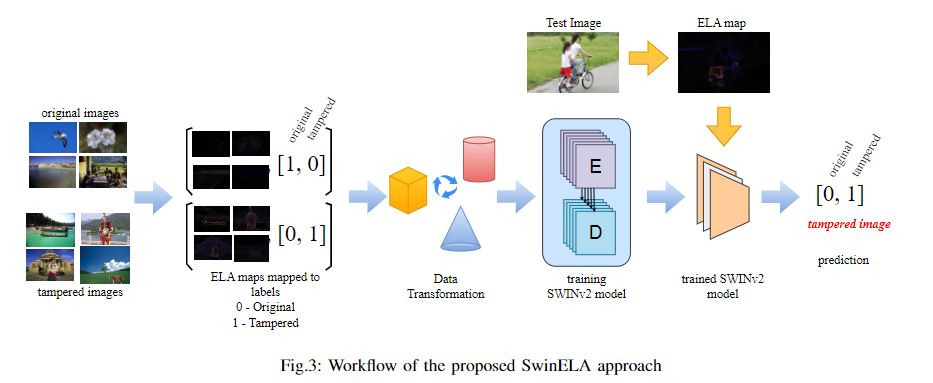 Test Image
ELA map
original images
original
tampered
[1, 0]
[0, 1]
tampered images
ELA maps mapped to
labels
0 - Original
1 - Tampered
Data
Transformation
E
D
training
SWINv2 model
trained SWINv2
model
original
tampered
[0, 1]
tampered image
prediction
Fig.3: Workflow of the proposed SwinELA approach